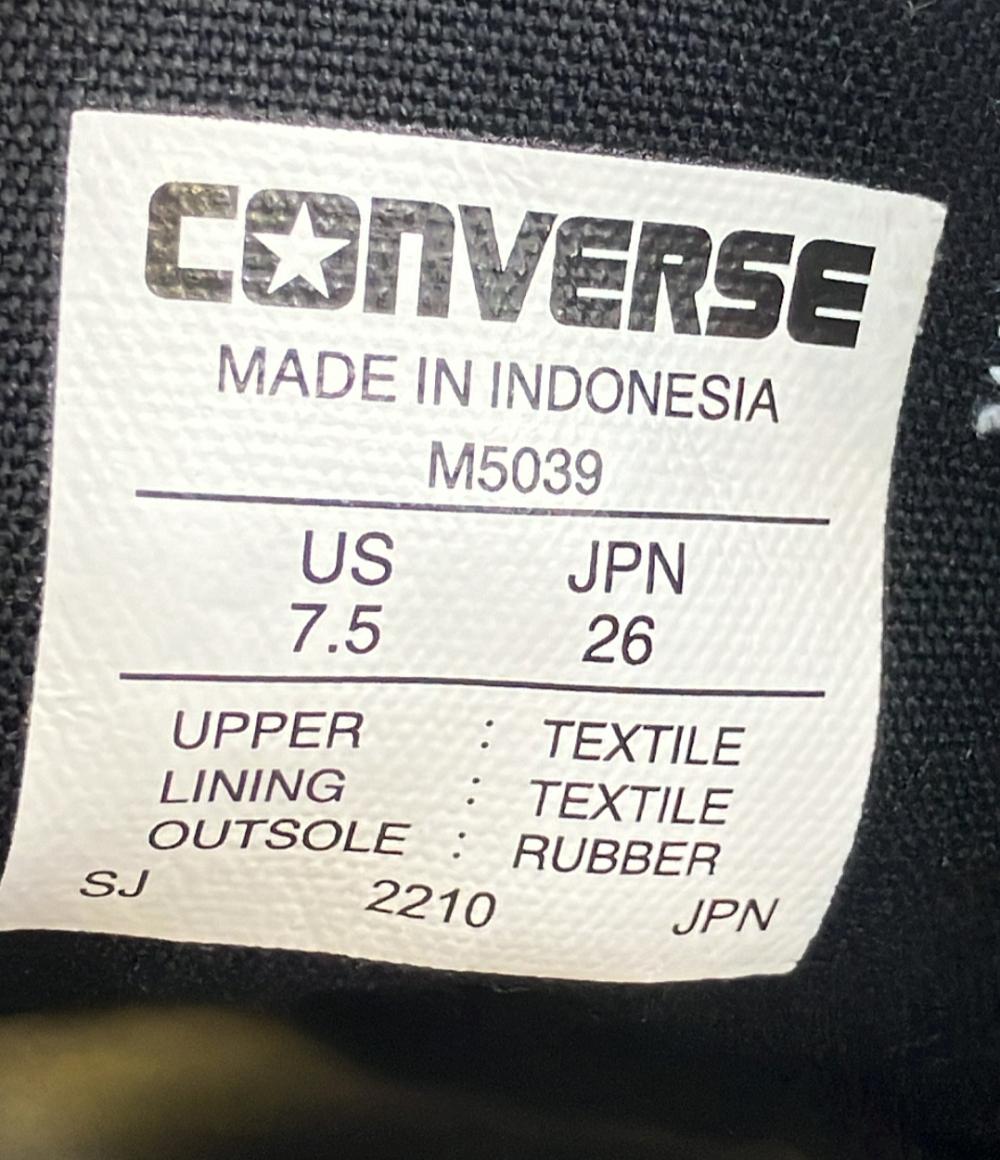 CONVERSE
MADE IN INDONESIA
M5039
US JPN
7.5 26
UPPER : TEXTILE
LINING : TEXTILE
OUTSOLE : RUBBER
SJ 2210 JPN